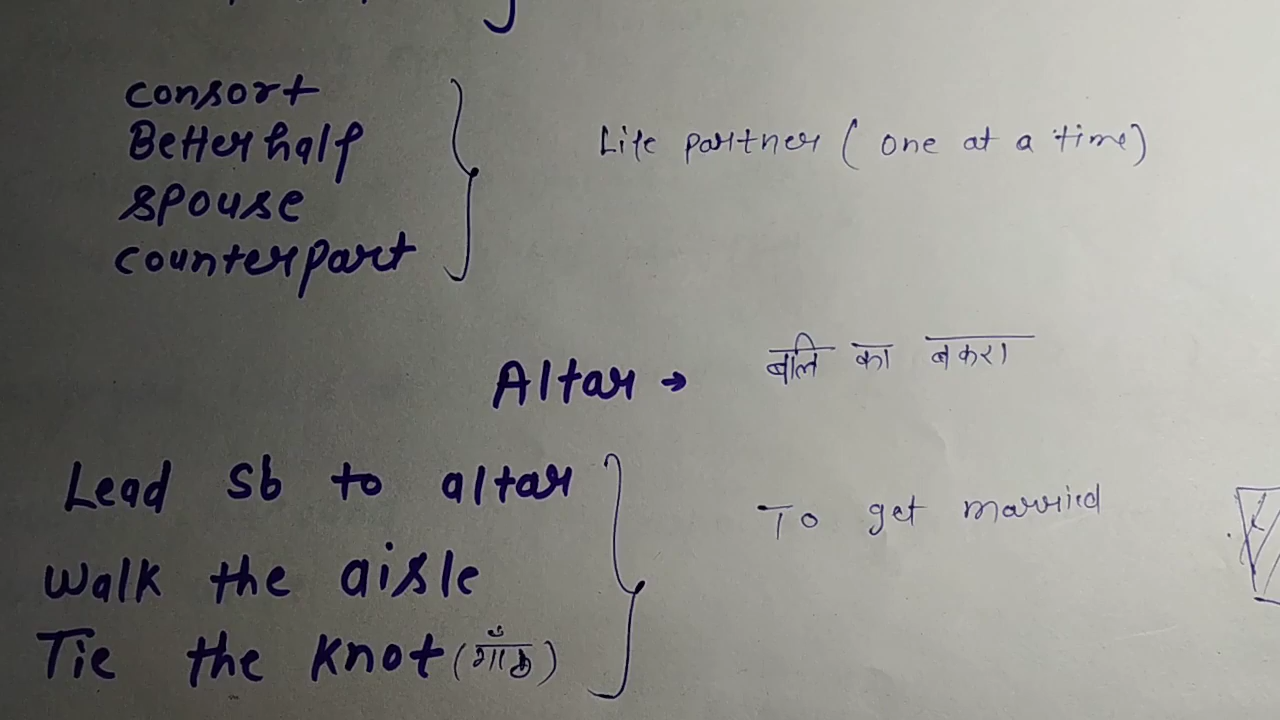 consort
Better half
spouse
counterpart
Life partner ( one at a time)
Altar → बलि का बकरा
Lead sb to altar
walk the aisle
Tie the knot (गाँठ)
To get married